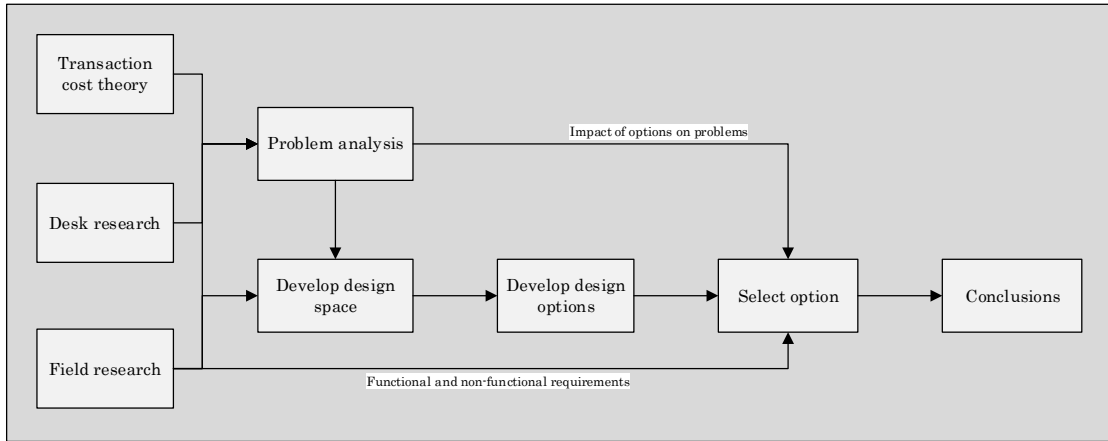 Transaction
cost theory
Problem analysis
Impact of options on problems
Desk research
Develop design
space
Develop design
options
Select option
Conclusions
Field research
Functional and non-functional requirements